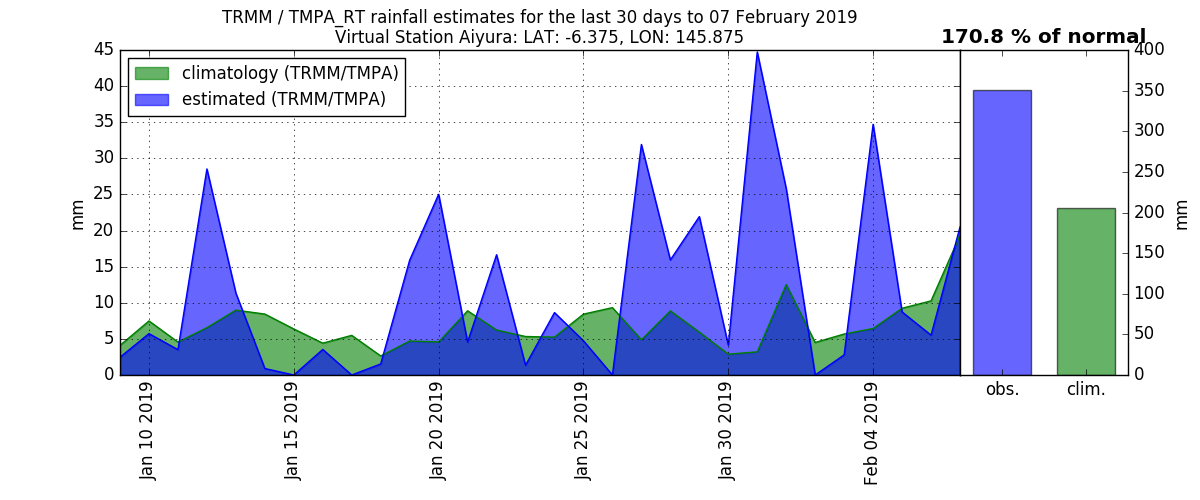 TRMM / TMPA_RT rainfall estimates for the last 30 days to 07 February 2019
Virtual Station Aiyura: LAT: -6.375, LON: 145.875
170.8 % of normal
climatology (TRMM/TMPA)
estimated (TRMM/TMPA)
mm
45
40
35
30
25
20
15
10
5
0
Jan 10 2019
Jan 15 2019
Jan 20 2019
Jan 25 2019
Jan 30 2019
Feb 04 2019
obs.
clim.
400
350
300
250
200
150
100
50
0
mm